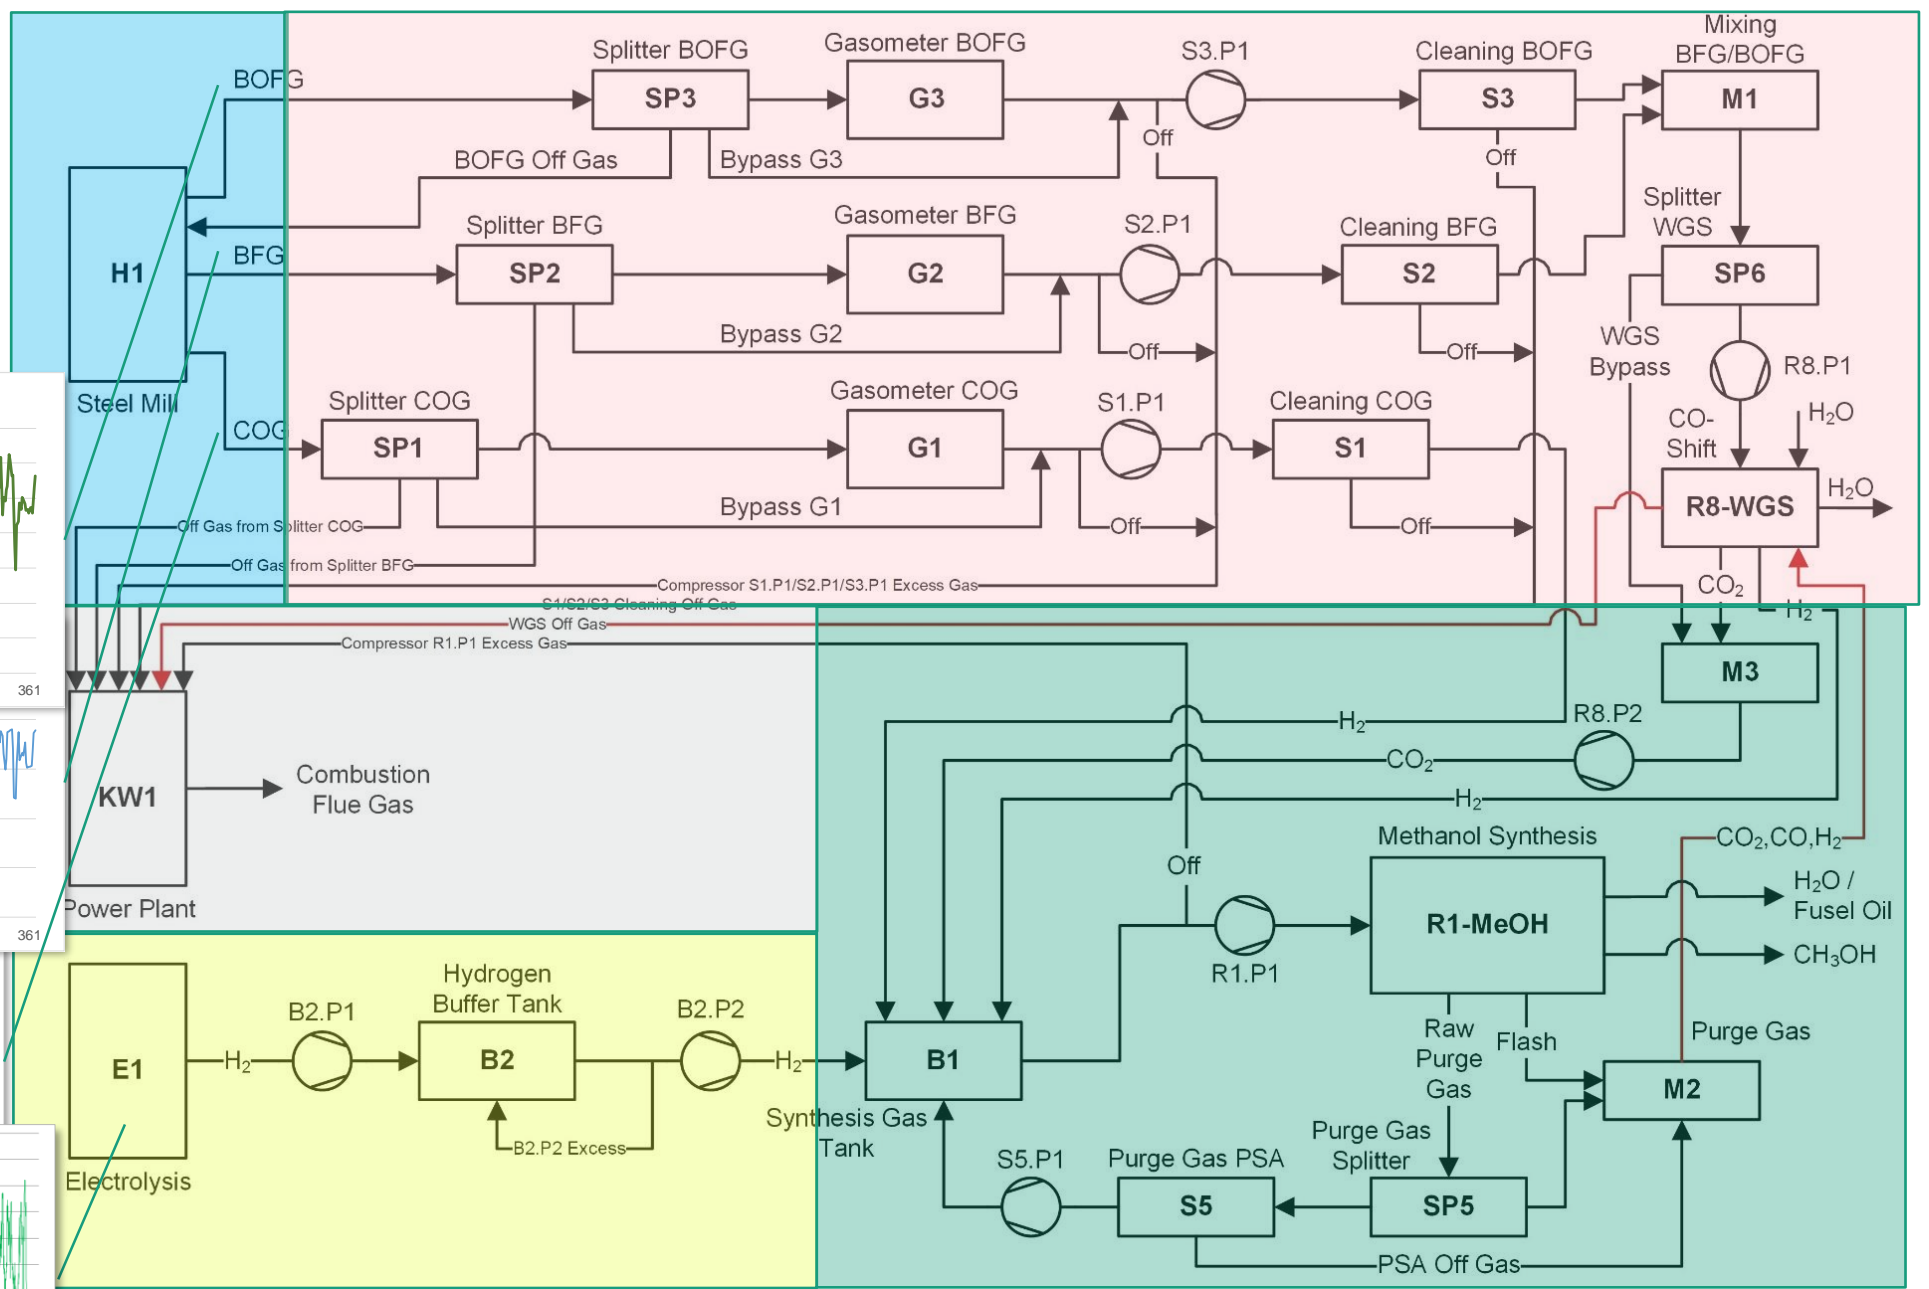 Mixing
BFG/BOFG
Splitter BOFG
Gasometer BOFG
S3.P1
Cleaning BOFG
BOFG
SP3
G3
S3
M1
Off
Off
BOFG Off Gas
Bypass G3
Splitter
WGS
Splitter BFG
Gasometer BFG
S2.P1
Cleaning BFG
BFG
H1
SP2
G2
S2
SP6
Bypass G2
Off
Off
WGS
Bypass
R8.P1
Steel Mill
Splitter COG
Gasometer COG
S1.P1
Cleaning COG
COG
CO-
Shift
H2O
SP1
G1
S1
R8-WGS
H2O
Bypass G1
Off Gas from Splitter COG
Off
Off
Off Gas from Splitter BFG
Compressor S1.P1/S2.P1/S3.P1 Excess Gas
CO2
H2
S1/S2/S3 Cleaning Off Gas
WGS Off Gas
Compressor R1.P1 Excess Gas
M3
361
H2
R8.P2
CO2
KW1
Combustion
Flue Gas
H2
Methanol Synthesis
CO2,CO,H2
Off
Power Plant
361
R1-MeOH
H2O /
Fusel Oil
CH3OH
R1.P1
Hydrogen
Buffer Tank
B2.P1
B2.P2
Raw
Purge
Gas
Flash
Purge Gas
E1
H2
B2
H2
B1
M2
Synthesis Gas
Tank
B2.P2 Excess
Electrolysis
S5.P1
Purge Gas PSA
Purge Gas
Splitter
S5
SP5
PSA Off Gas